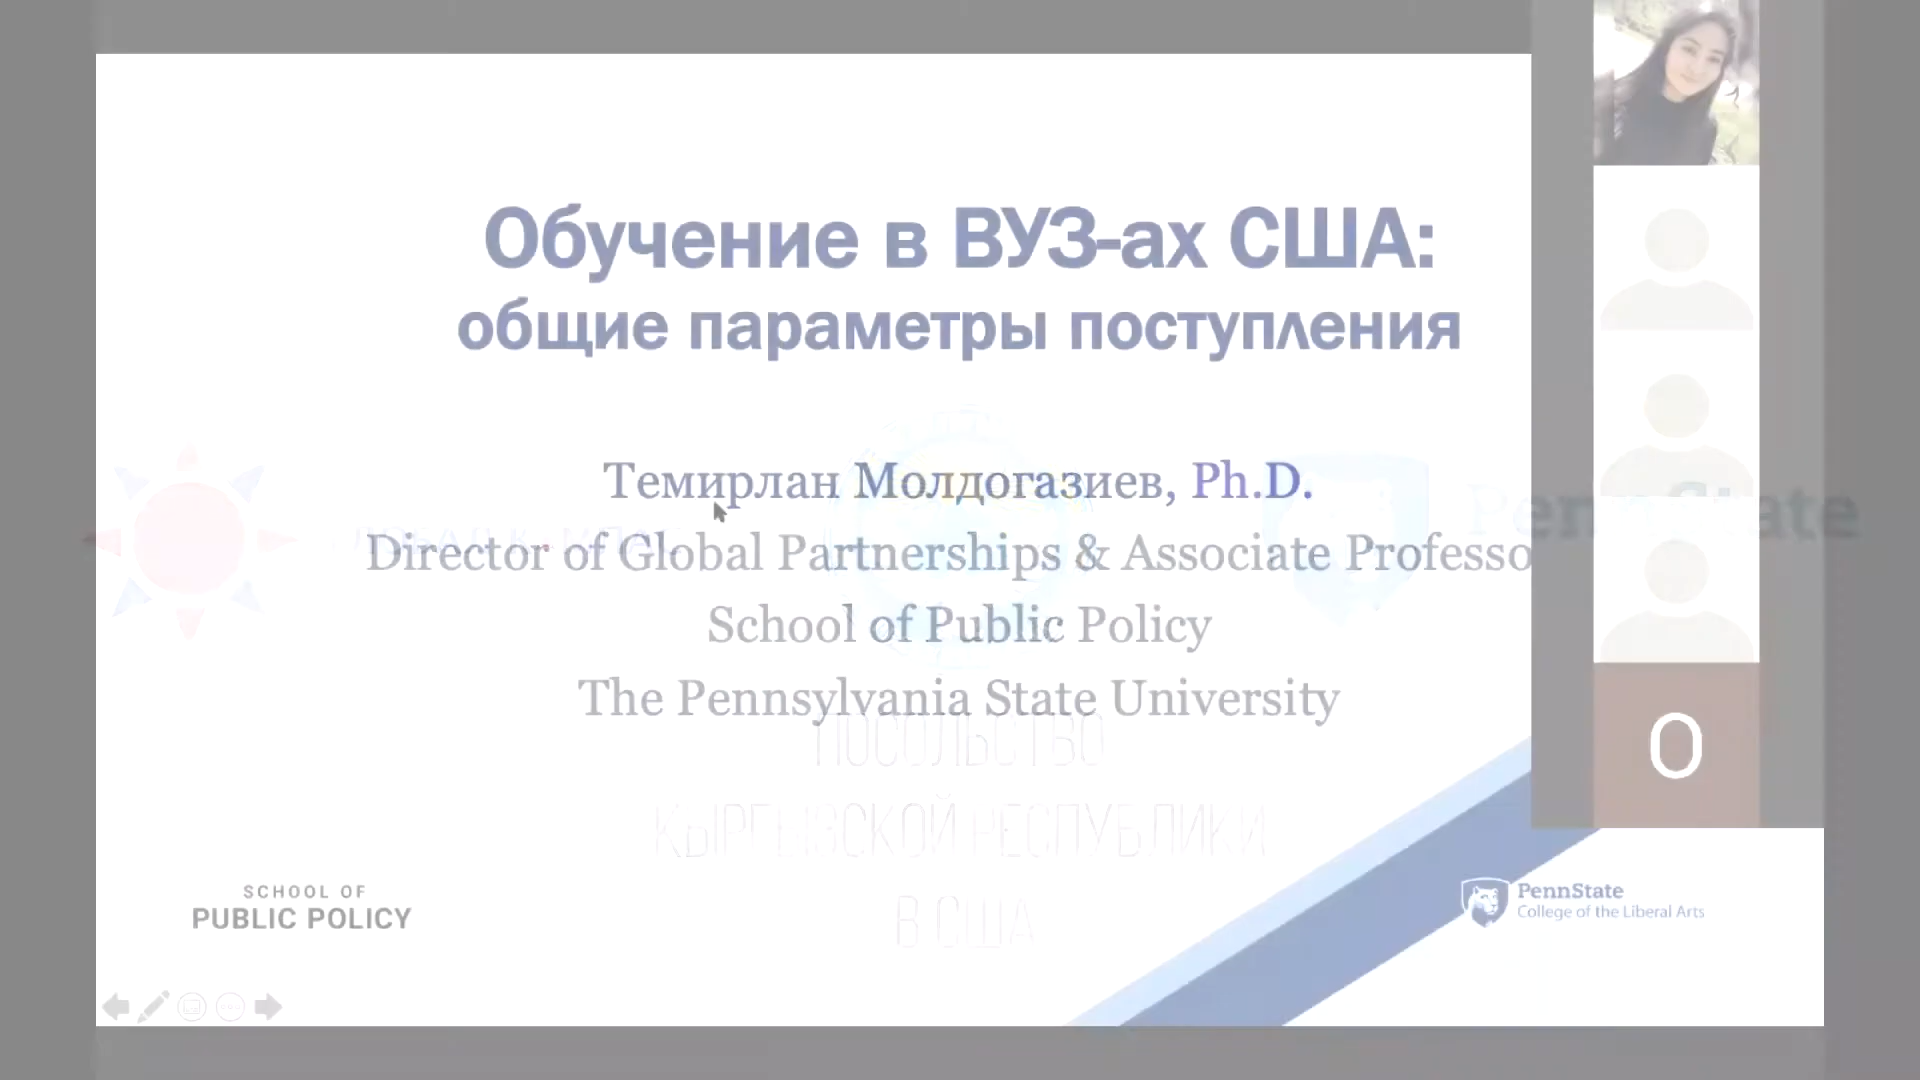 Обучение в ВУЗ-ах США:
общие параметры поступления
Темирлан Молдогазиев, Ph.D.
Director of Global Partnerships & Associate Professo
School of Public Policy
The Pennsylvania State University
ПОСОЛЬСТВО
КЫРГЫЗСКОЙ РЕСПУБЛИКИ
В США
SCHOOL OF
PUBLIC POLICY
PennState
College of the Liberal Arts
O